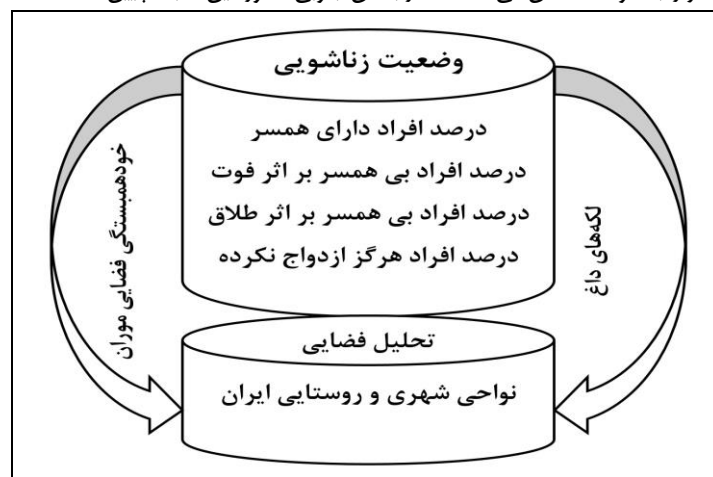 وضعیت زناشویی
درصد افراد دارای همسر
درصد افراد بی همسر بر اثر فوت
درصد افراد بی همسر بر اثر طلاق
درصد افراد هرگز ازدواج نکرده
لکه‌های داغ
خودهمبستگی فضایی موران
تحلیل فضایی
نواحی شهری و روستایی ایران